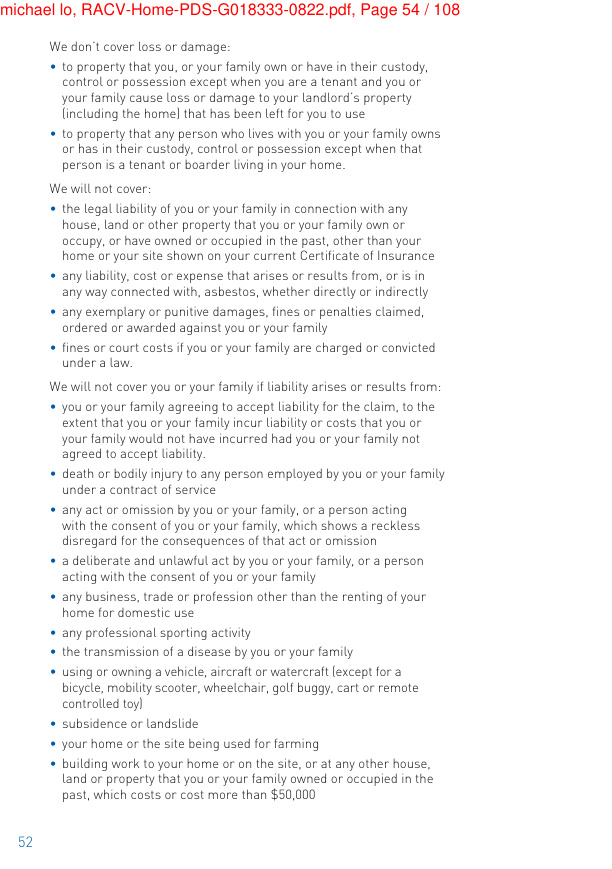 michael lo, RACV-Home-PDS-G018333-0822.pdf, Page 54 / 108
We don't cover loss or damage:
• to property that you, or your family own or have in their custody,
control or possession except when you are a tenant and you or
your family cause loss or damage to your landlord's property
(including the home) that has been left for you to use
• to property that any person who lives with you or your family owns
or has in their custody, control or possession except when that
person is a tenant or boarder living in your home.
We will not cover:
• the legal liability of you or your family in connection with any
house, land or other property that you or your family own or
occupy, or have owned or occupied in the past, other than your
home or your site shown on your current Certificate of Insurance
• any liability, cost or expense that arises or results from, or is in
any way connected with, asbestos, whether directly or indirectly
• any exemplary or punitive damages, fines or penalties claimed,
ordered or awarded against you or your family
• fines or court costs if you or your family are charged or convicted
under a law.
We will not cover you or your family if liability arises or results from:
• you or your family agreeing to accept liability for the claim, to the
extent that you or your family incur liability or costs that you or
your family would not have incurred had you or your family not
agreed to accept liability.
• death or bodily injury to any person employed by you or your family
under a contract of service
• any act or omission by you or your family, or a person acting
with the consent of you or your family, which shows a reckless
disregard for the consequences of that act or omission
• a deliberate and unlawful act by you or your family, or a person
acting with the consent of you or your family
• any business, trade or profession other than the renting of your
home for domestic use
• any professional sporting activity
• the transmission of a disease by you or your family
• using or owning a vehicle, aircraft or watercraft (except for a
bicycle, mobility scooter, wheelchair, golf buggy, cart or remote
controlled toy)
• subsidence or landslide
• your home or the site being used for farming
• building work to your home or on the site, or at any other house,
land or property that you or your family owned or occupied in the
past, which costs or cost more than $50,000
52